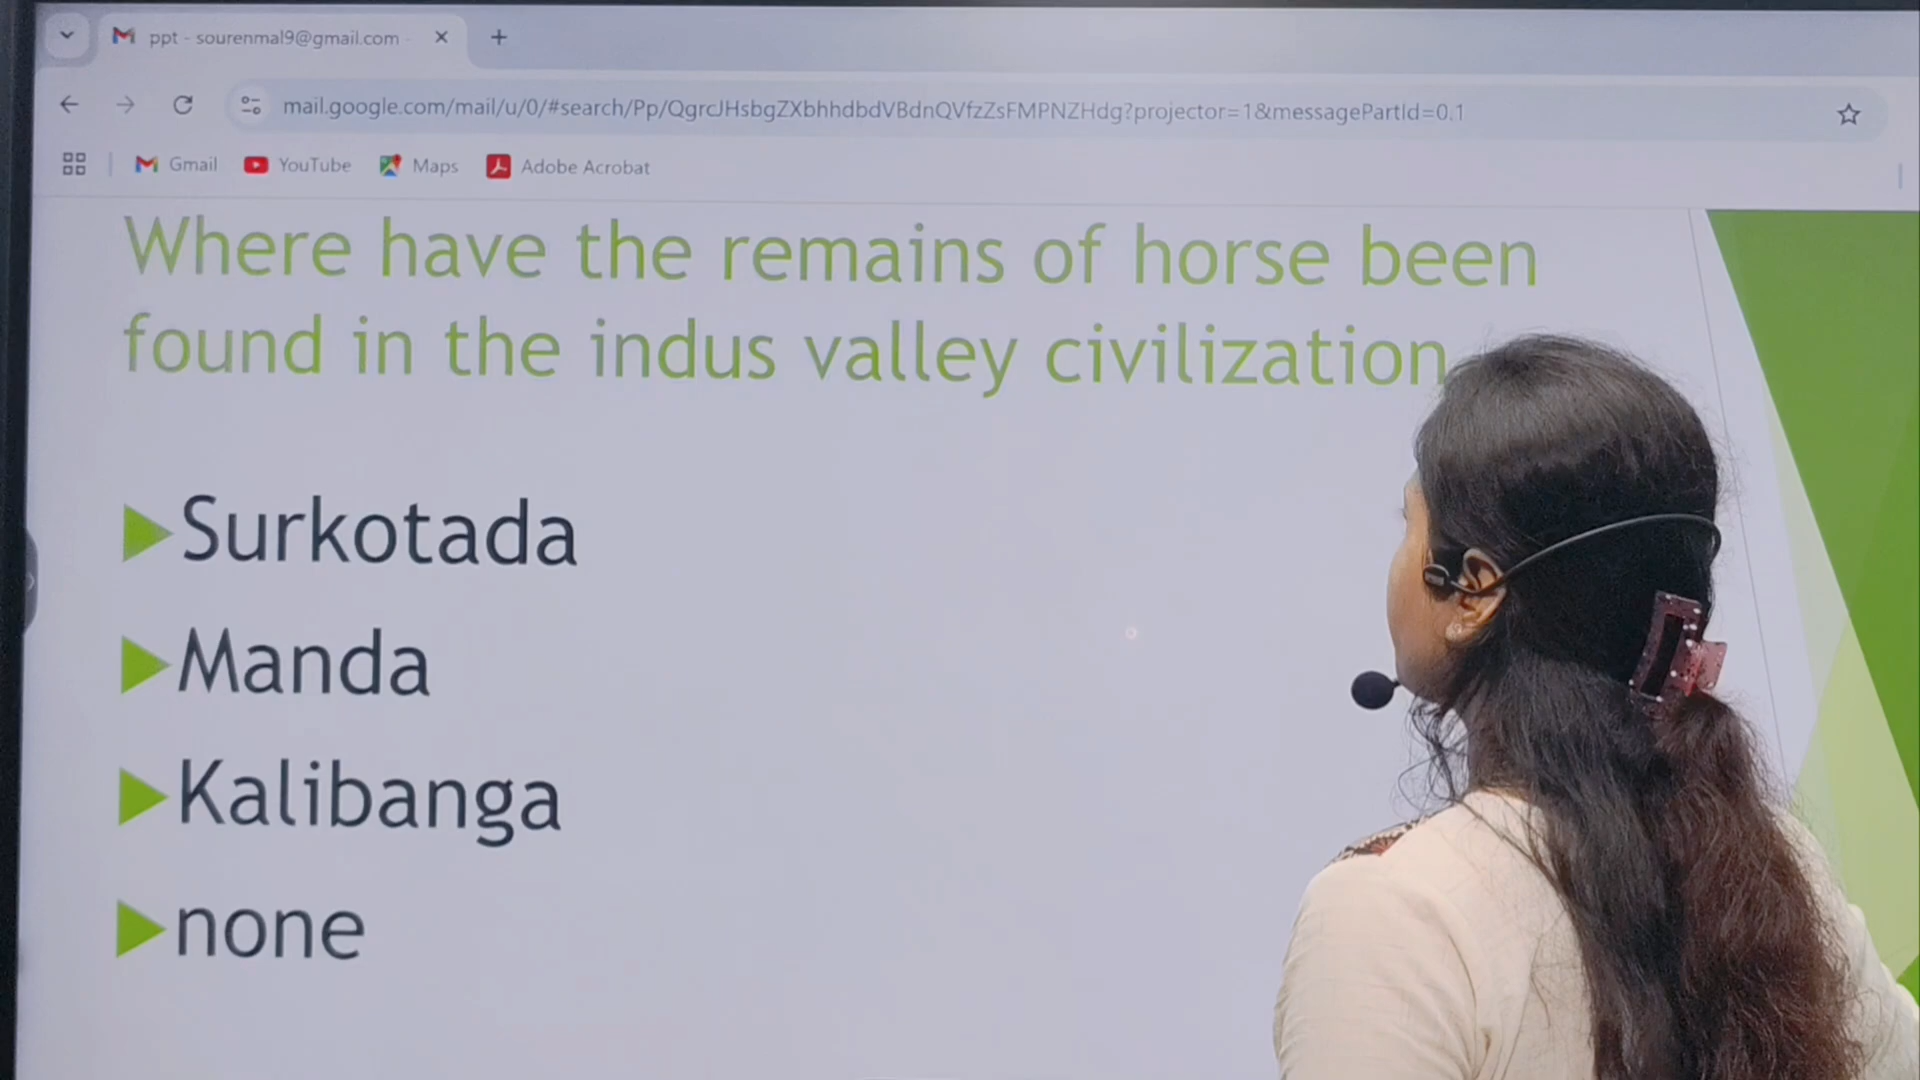 ppt - sourenmal9@gmail.com -
mail.google.com/mail/u/0/#search/Pp/QgrcJHsbgZXbhhdbdVBdnQVfzZsFMPNZHdg?projector=1&messagePartId=0.1
Gmail YouTube Maps Adobe Acrobat
Where have the remains of horse been
found in the indus valley civilization
Surkotada
Manda
Kalibanga
none